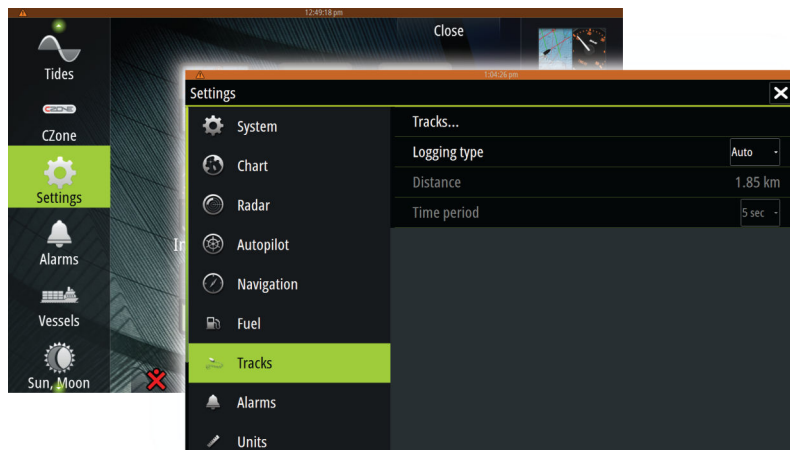 12:49:18 pm
Close
Tides
CZONE
CZone
Settings
Alarms
Vessels
Sun, Moon
1:04:26 pm
Settings
System
Chart
Radar
Autopilot
Navigation
Fuel
Tracks
Alarms
Units
Tracks...
Logging type Auto
Distance 1.85 km
Time period 5 sec